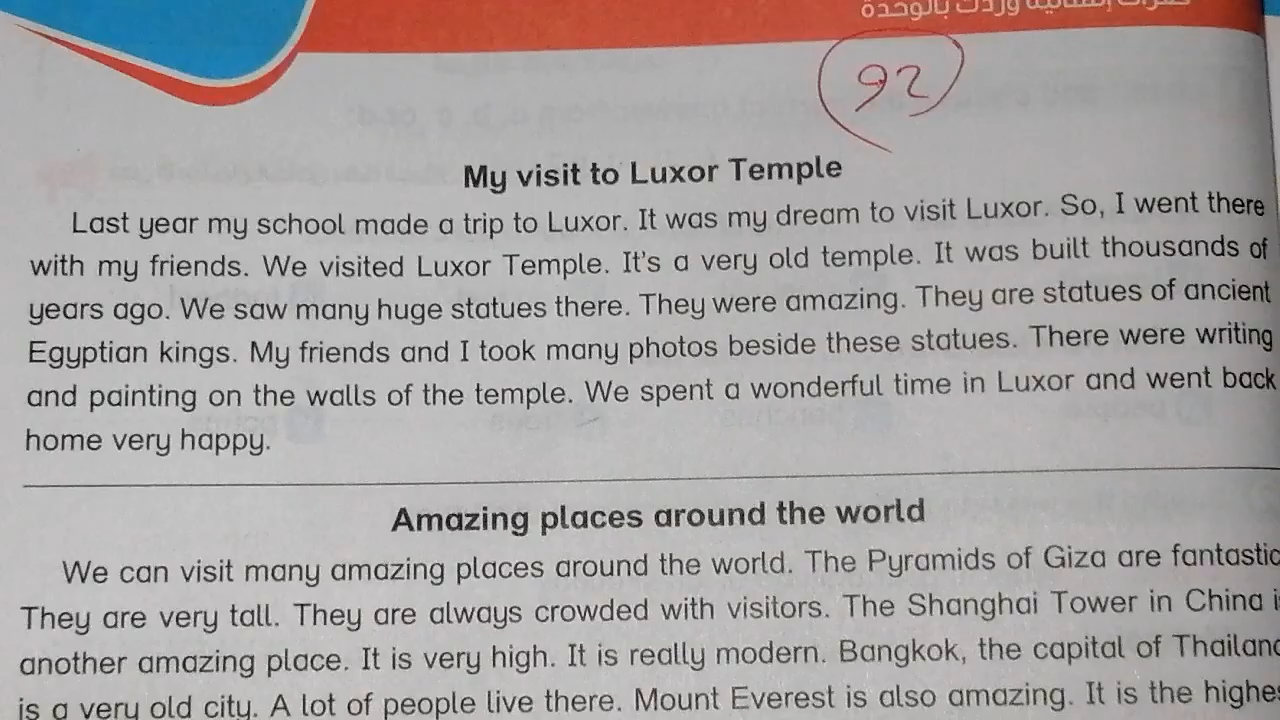 وردت بالوحدة
92
My visit to Luxor Temple
Last year my school made a trip to Luxor. It was my dream to visit Luxor. So, I went there
with my friends. We visited Luxor Temple. It's a very old temple. It was built thousands of
years ago. We saw many huge statues there. They were amazing. They are statues of ancient
Egyptian kings. My friends and I took many photos beside these statues. There were writing
and painting on the walls of the temple. We spent a wonderful time in Luxor and went back
home very happy.
Amazing places around the world
We can visit many amazing places around the world. The Pyramids of Giza are fantastic
They are very tall. They are always crowded with visitors. The Shanghai Tower in China i
another amazing place. It is very high. It is really modern. Bangkok, the capital of Thailand
is a very old city. A lot of people live there. Mount Everest is also amazing. It is the highes